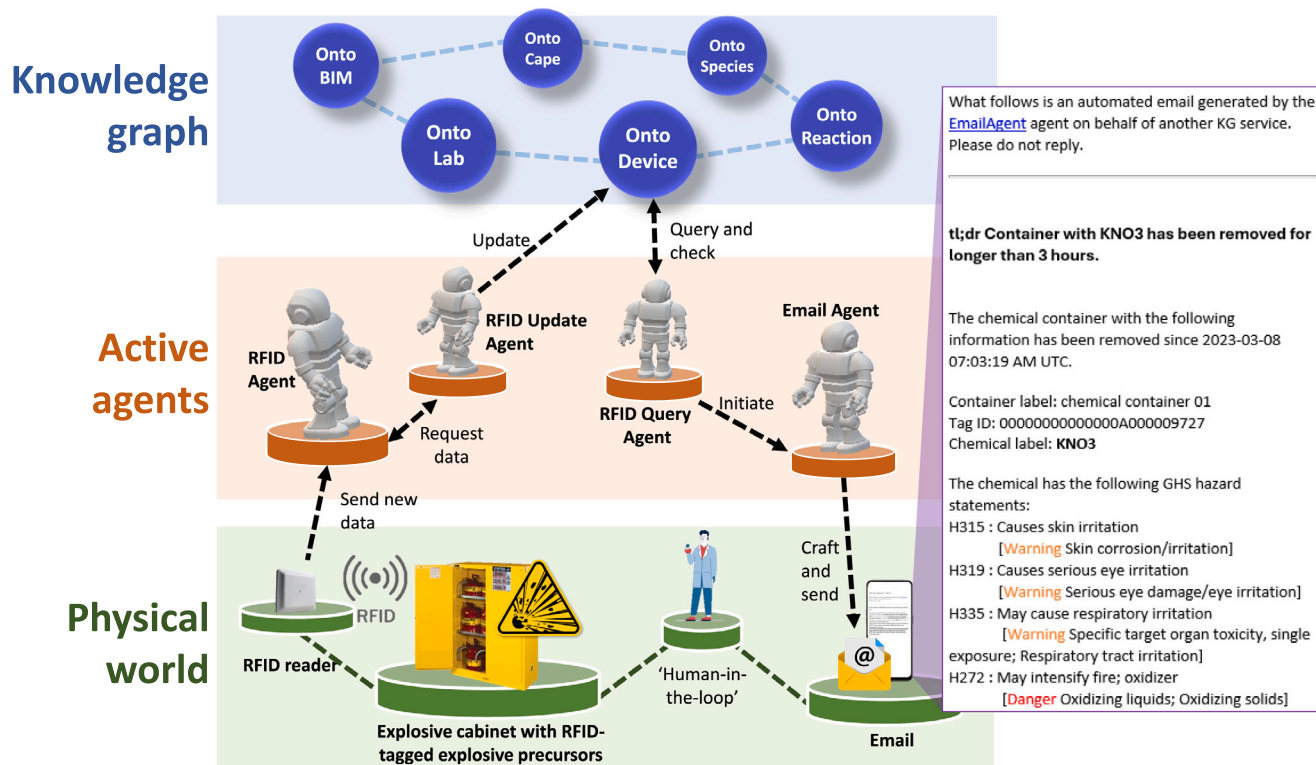 Knowledge
graph
Onto
BIM
Onto
Cape
Onto
Species
Onto
Lab
Onto
Device
Onto
Reaction
Update
Query and
check
Active
agents
RFID
Agent
RFID Update
Agent
RFID Query
Agent
Email Agent
Request
data
Initiate
Send new
data
Craft
and
send
Physical
world
RFID
RFID reader
Explosive cabinet with RFID-
tagged explosive precursors
‘Human-in-
the-loop’
@
Email
What follows is an automated email generated by the
EmailAgent agent on behalf of another KG service.
Please do not reply.
tl;dr Container with KNO3 has been removed for
longer than 3 hours.
The chemical container with the following
information has been removed since 2023-03-08
07:03:19 AM UTC.
Container label: chemical container 01
Tag ID: 00000000000000A000009727
Chemical label: KNO3
The chemical has the following GHS hazard
statements:
H315 : Causes skin irritation
[Warning Skin corrosion/irritation]
H319 : Causes serious eye irritation
[Warning Serious eye damage/eye irritation]
H335 : May cause respiratory irritation
[Warning Specific target organ toxicity, single
exposure; Respiratory tract irritation]
H272 : May intensify fire; oxidizer
[Danger Oxidizing liquids; Oxidizing solids]